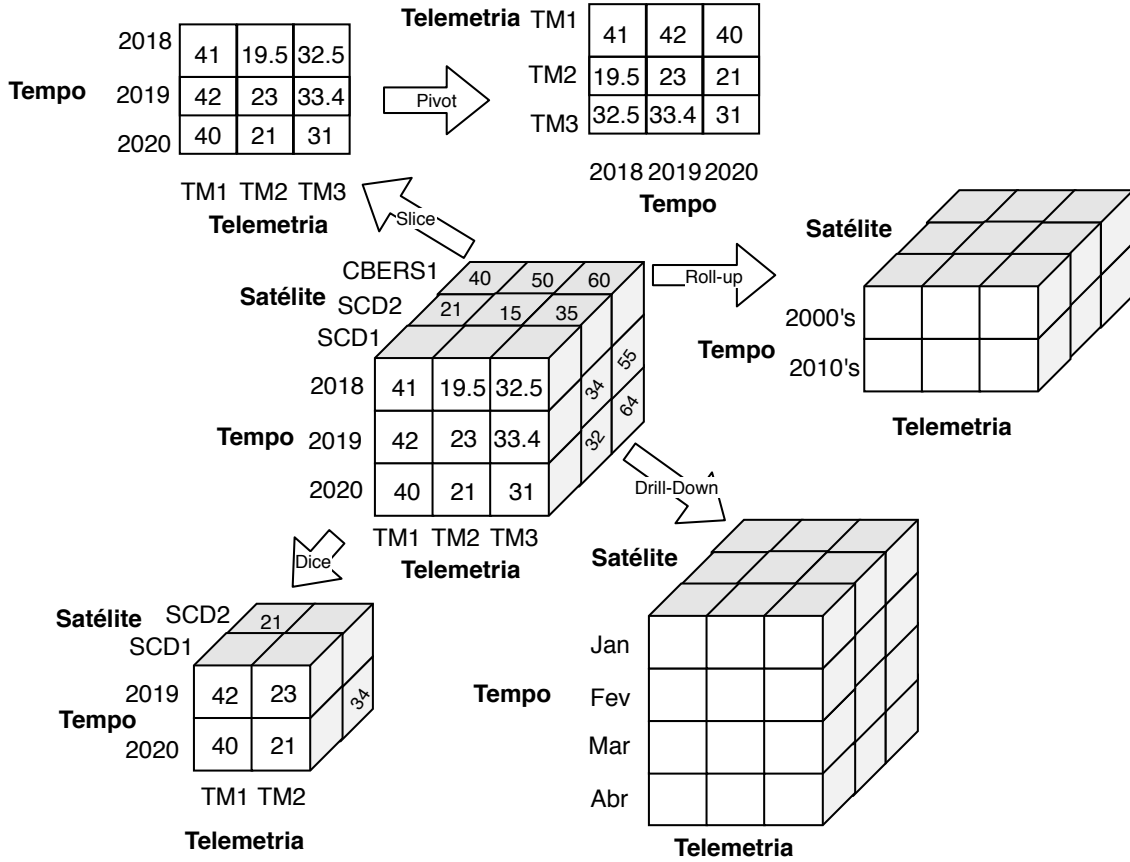 2018 41 19.5 32.5
Tempo 2019 42 23 33.4
2020 40 21 31
TM1 TM2 TM3
Telemetria
Pivot
Telemetria TM1 41 42 40
TM2 19.5 23 21
TM3 32.5 33.4 31
2018 2019 2020
Tempo
Slice
CBERS1 40 50 60
Satélite
SCD2 21 15 35
SCD1
2018 41 19.5 32.5
Tempo 2019 42 23 33.4
2020 40 21 31
34 55
32 64
TM1 TM2 TM3
Telemetria
Roll-up
Satélite
2000's
Tempo
2010's
Telemetria
Drill-Down
Satélite
Jan
Tempo
Fev
Mar
Abr
Telemetria
Dice
Satélite SCD2 21
SCD1
2019 42 23
Tempo
2020 40 21
34
TM1 TM2
Telemetria